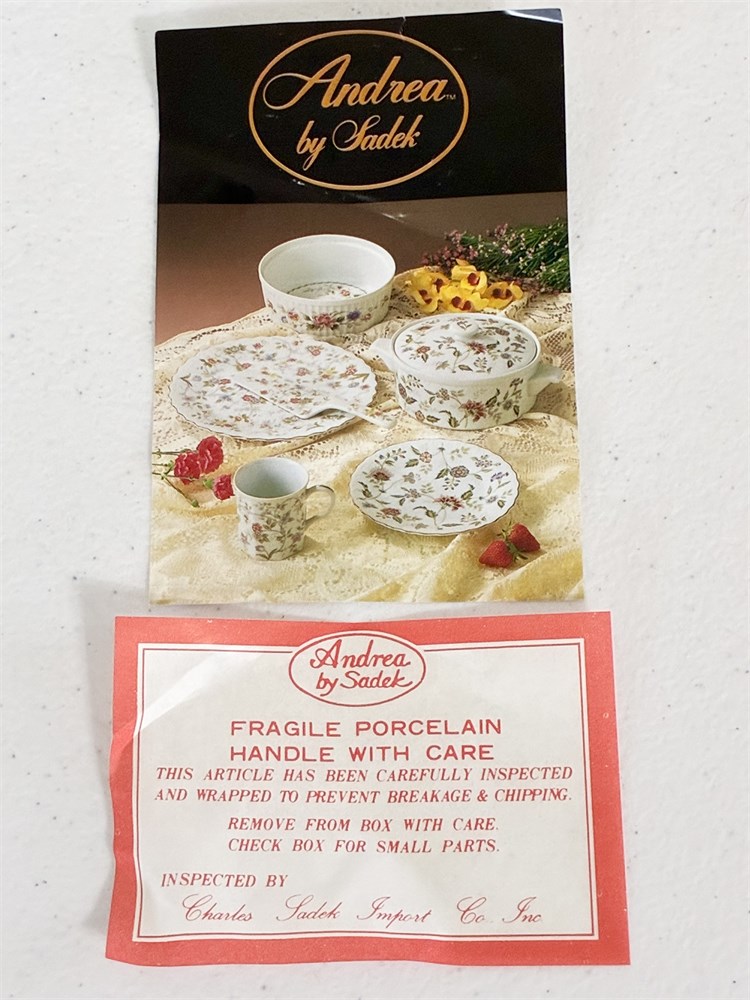 Andrea™
by Sadek
Andrea
by Sadek
FRAGILE PORCELAIN
HANDLE WITH CARE
THIS ARTICLE HAS BEEN CAREFULLY INSPECTED
AND WRAPPED TO PREVENT BREAKAGE & CHIPPING.
REMOVE FROM BOX WITH CARE.
CHECK BOX FOR SMALL PARTS.
INSPECTED BY
Charles Sadek Import Co. Inc